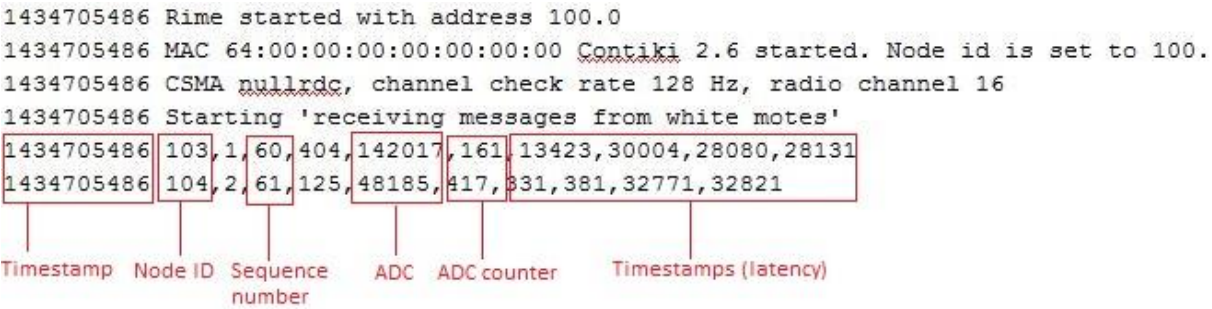 1434705486 Rime started with address 100.0
1434705486 MAC 64:00:00:00:00:00:00:00 Contiki 2.6 started. Node id is set to 100.
1434705486 CSMA nullrdc, channel check rate 128 Hz, radio channel 16
1434705486 Starting 'receiving messages from white motes'
1434705486 103,1,60,404,142017,161,13423,30004,28080,28131
1434705486 104,2,61,125,48185,417,331,381,32771,32821
Timestamp Node ID Sequence ADC ADC counter Timestamps (latency)
number